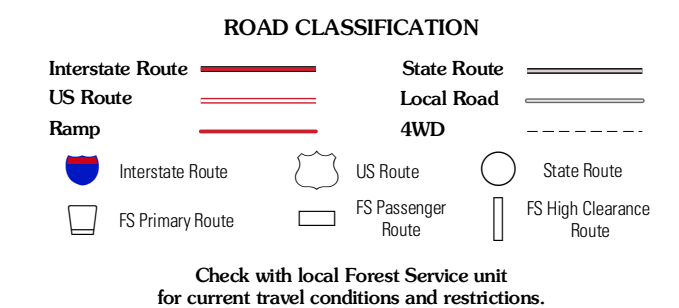 ROAD CLASSIFICATION
Interstate Route
State Route
US Route
Local Road
Ramp
4WD
Interstate Route
US Route
State Route
FS Primary Route
FS Passenger
Route
FS High Clearance
Route
Check with local Forest Service unit
for current travel conditions and restrictions.